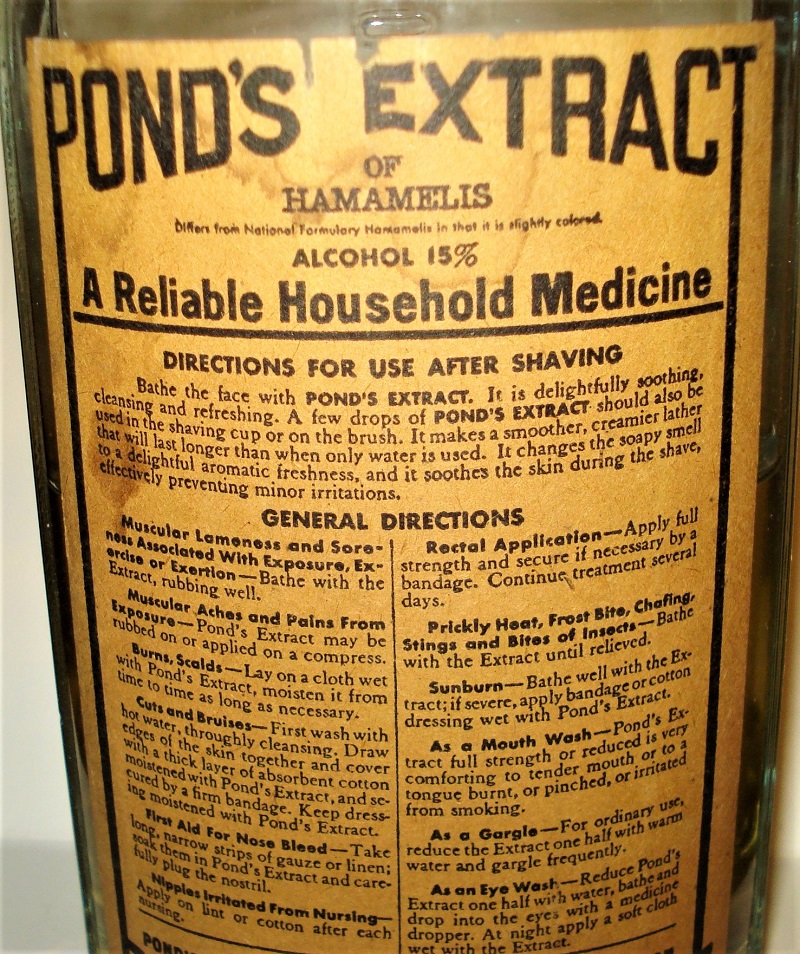 POND'S EXTRACT
OF
HAMAMELIS
Differs from National Formulary Hamamelis in that it is slightly colored.
ALCOHOL 15%
A Reliable Household Medicine
DIRECTIONS FOR USE AFTER SHAVING
Bathe the face with POND'S EXTRACT. It is delightfully soothing,
cleansing and refreshing. A few drops of POND'S EXTRACT should also be
used in the shaving cup or on the brush. It makes a smoother, creamier lather
that will last longer than when only water is used. It changes the soapy smell
to a delightful aromatic freshness, and it soothes the skin during the shave,
effectively preventing minor irritations.
GENERAL DIRECTIONS
Muscular Lameness and Sore-
ness Associated With Exposure, Ex-
ercise or Exertion—Bathe with the
Extract, rubbing well.
Muscular Aches and Pains From
Exposure—Pond's Extract may be
rubbed on or applied on a compress.
Burns, Scalds—Lay on a cloth wet
with Pond's Extract, moisten it from
time to time as long as necessary.
Cuts and Bruises—First wash with
hot water, throughly cleansing. Draw
edges of the skin together and cover
with a thick layer of absorbent cotton
moistened with Pond's Extract, and se-
cured by a firm bandage. Keep dress-
ing moistened with Pond's Extract.
First Aid For Nose Bleed—Take
long, narrow strips of gauze or linen;
soak them in Pond's Extract and care-
fully plug the nostril.
Nipples Irritated From Nursing—
Apply on lint or cotton after each
nursing.
Rectal Application—Apply full
strength and secure if necessary by a
bandage. Continue treatment several
days.
Prickly Heat, Frost Bite, Chafing,
Stings and Bites of Insects—Bathe
with the Extract until relieved.
Sunburn—Bathe well with the Ex-
tract; if severe, apply bandage or cotton
dressing wet with Pond's Extract.
As a Mouth Wash—Pond's Ex-
tract full strength or reduced is very
comforting to tender mouth or to a
tongue burnt, or pinched, or irritated
from smoking.
As a Gargle—For ordinary use,
reduce the Extract one half with warm
water and gargle frequently.
As an Eye Wash—Reduce Pond's
Extract one half with water, bathe and
drop into the eyes with a medicine
dropper. At night apply a soft cloth
wet with the Extract.